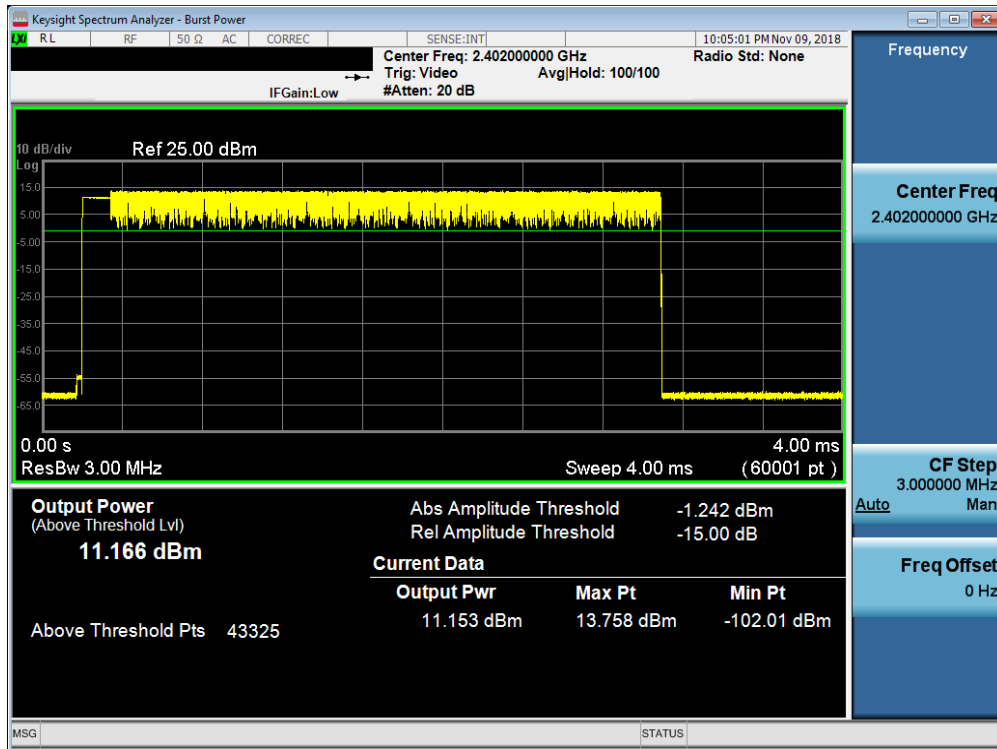 Keysight Spectrum Analyzer - Burst Power
LXI RL RF 50 Ω AC CORREC SENSE:INT 10:05:01 PM Nov 09, 2018
Center Freq: 2.402000000 GHz Radio Std: None
Trig: Video Avg|Hold: 100/100
IFGain:Low #Atten: 20 dB
Frequency
10 dB/div Ref 25.00 dBm
Log
15.0
5.00
-5.00
-15.0
-25.0
-35.0
-45.0
-55.0
-65.0
0.00 s 4.00 ms
ResBw 3.00 MHz Sweep 4.00 ms (60001 pt)
Center Freq
2.402000000 GHz
CF Step
3.000000 MHz
Auto Man
Freq Offset
0 Hz
Output Power
(Above Threshold Lvl)
11.166 dBm
Above Threshold Pts 43325
Abs Amplitude Threshold -1.242 dBm
Rel Amplitude Threshold -15.00 dB
Current Data
Output Pwr Max Pt Min Pt
11.153 dBm 13.758 dBm -102.01 dBm
MSG STATUS